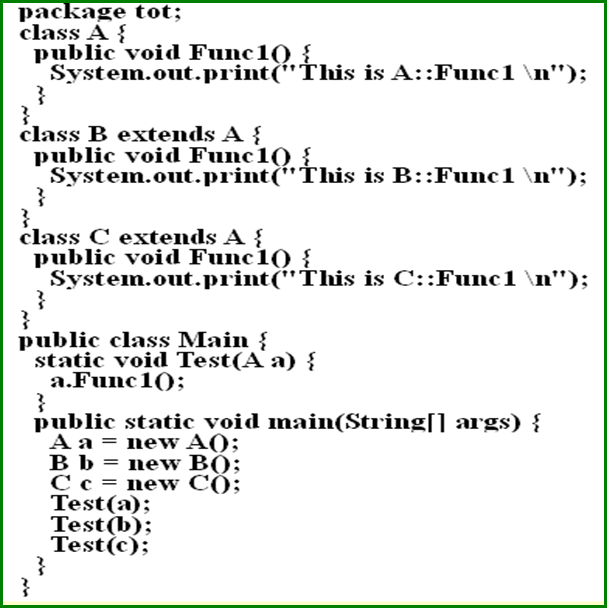 package tot;
class A {
public void Func1() {
System.out.print("This is A::Func1 \n");
}
}
class B extends A {
public void Func1() {
System.out.print("This is B::Func1 \n");
}
}
class C extends A {
public void Func1() {
System.out.print("This is C::Func1 \n");
}
}
public class Main {
static void Test(A a) {
a.Func1();
}
public static void main(String[] args) {
A a = new A();
B b = new B();
C c = new C();
Test(a);
Test(b);
Test(c);
}
}